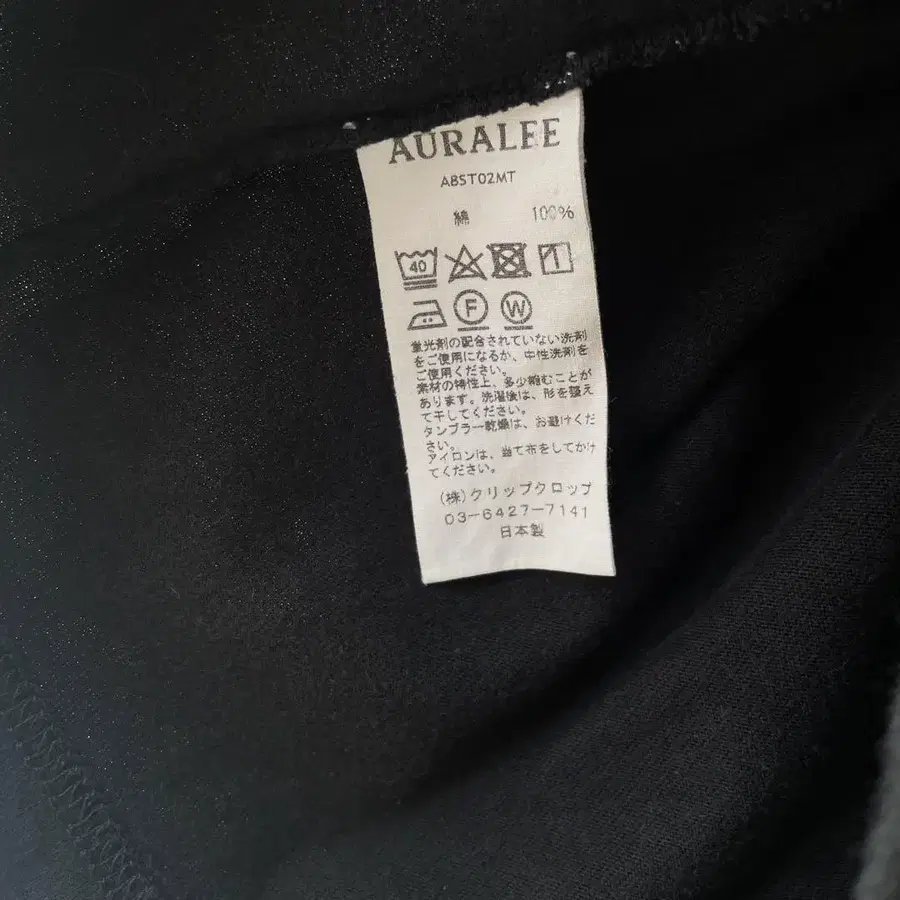 AURALEE
A8ST02MT
綿 100%
40
F W
蛍光剤の配合されていない洗剤
をご使用になるか、中性洗剤を
ご使用ください。
素材の特性上、多少縮むことが
あります。洗濯後は、形を整え
て干してください。
タンブラー乾燥は、お避けくだ
さい。
アイロンは、当て布をしてかけ
てください。
(株)クリップクロップ
03-6427-7141
日本製